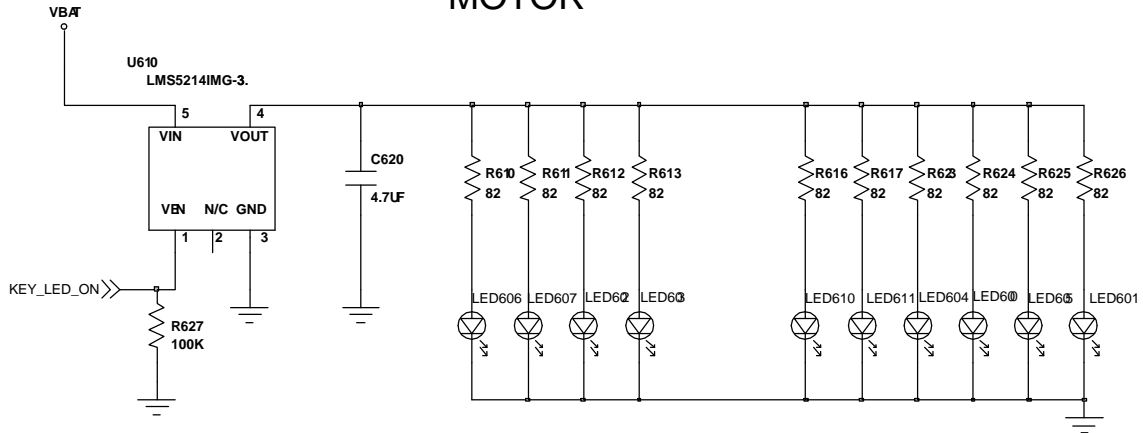 MOTOR
VBAT
U610
LMS5214IMG-3.
5 4
VIN VOUT
VEN N/C GND
1 2 3
KEY_LED_ON
R627
100K
C620
4.7UF
R610 R611 R612 R613 R616 R617 R623 R624 R625 R626
82 82 82 82 82 82 82 82 82 82
LED606 LED607 LED602 LED603 LED610 LED611 LED604 LED600 LED605 LED601